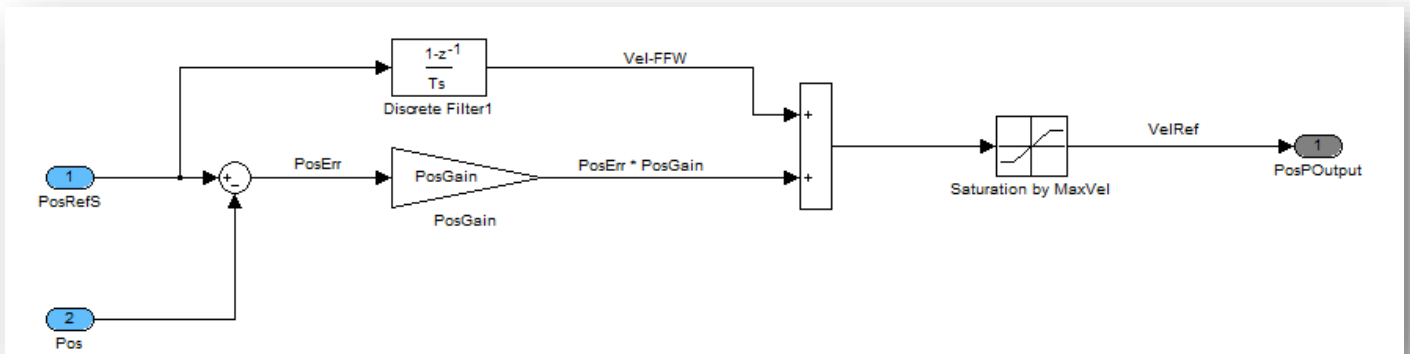 1-z⁻¹
Ts
Discrete Filter1
Vel-FFW
1
PosRefS
+
-
PosErr
PosGain
PosGain
PosErr * PosGain
+
+
Saturation by MaxVel
VelRef
1
PosPOutput
2
Pos